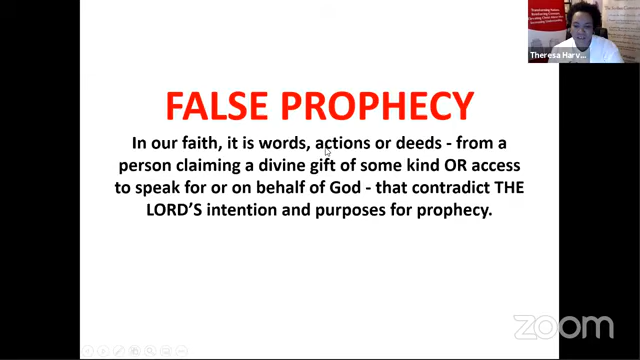 FALSE PROPHECY
In our faith, it is words, actions or deeds - from a
person claiming a divine gift of some kind OR access
to speak for or on behalf of God - that contradict THE
LORD'S intention and purposes for prophecy.
Theresa Harv...
zoom